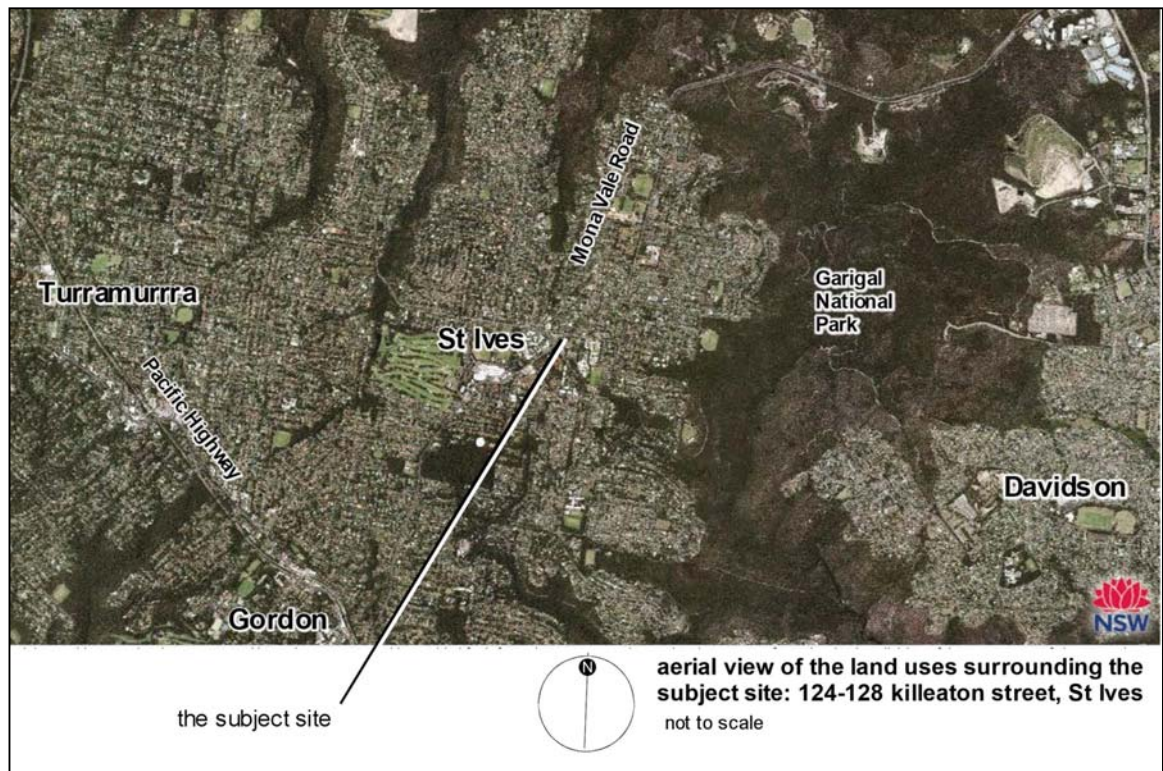 Mona Vale Road
Turramurrra
Garigal
National
Park
St Ives
Pacific Highway
Davidson
Gordon
NSW
N
aerial view of the land uses surrounding the
subject site: 124-128 killeaton street, St Ives
not to scale
the subject site